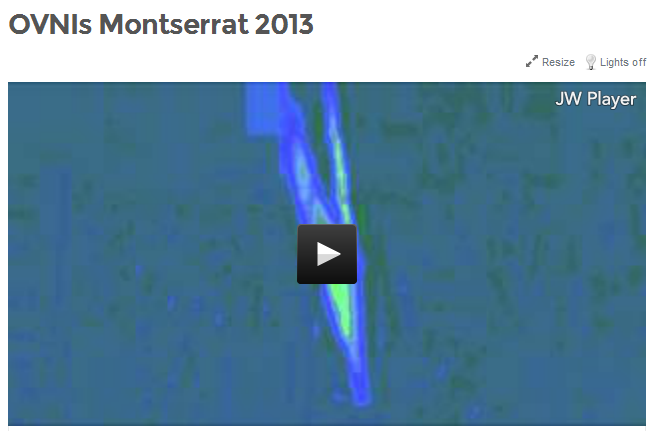 OVNIs Montserrat 2013
Resize Lights off
JW Player